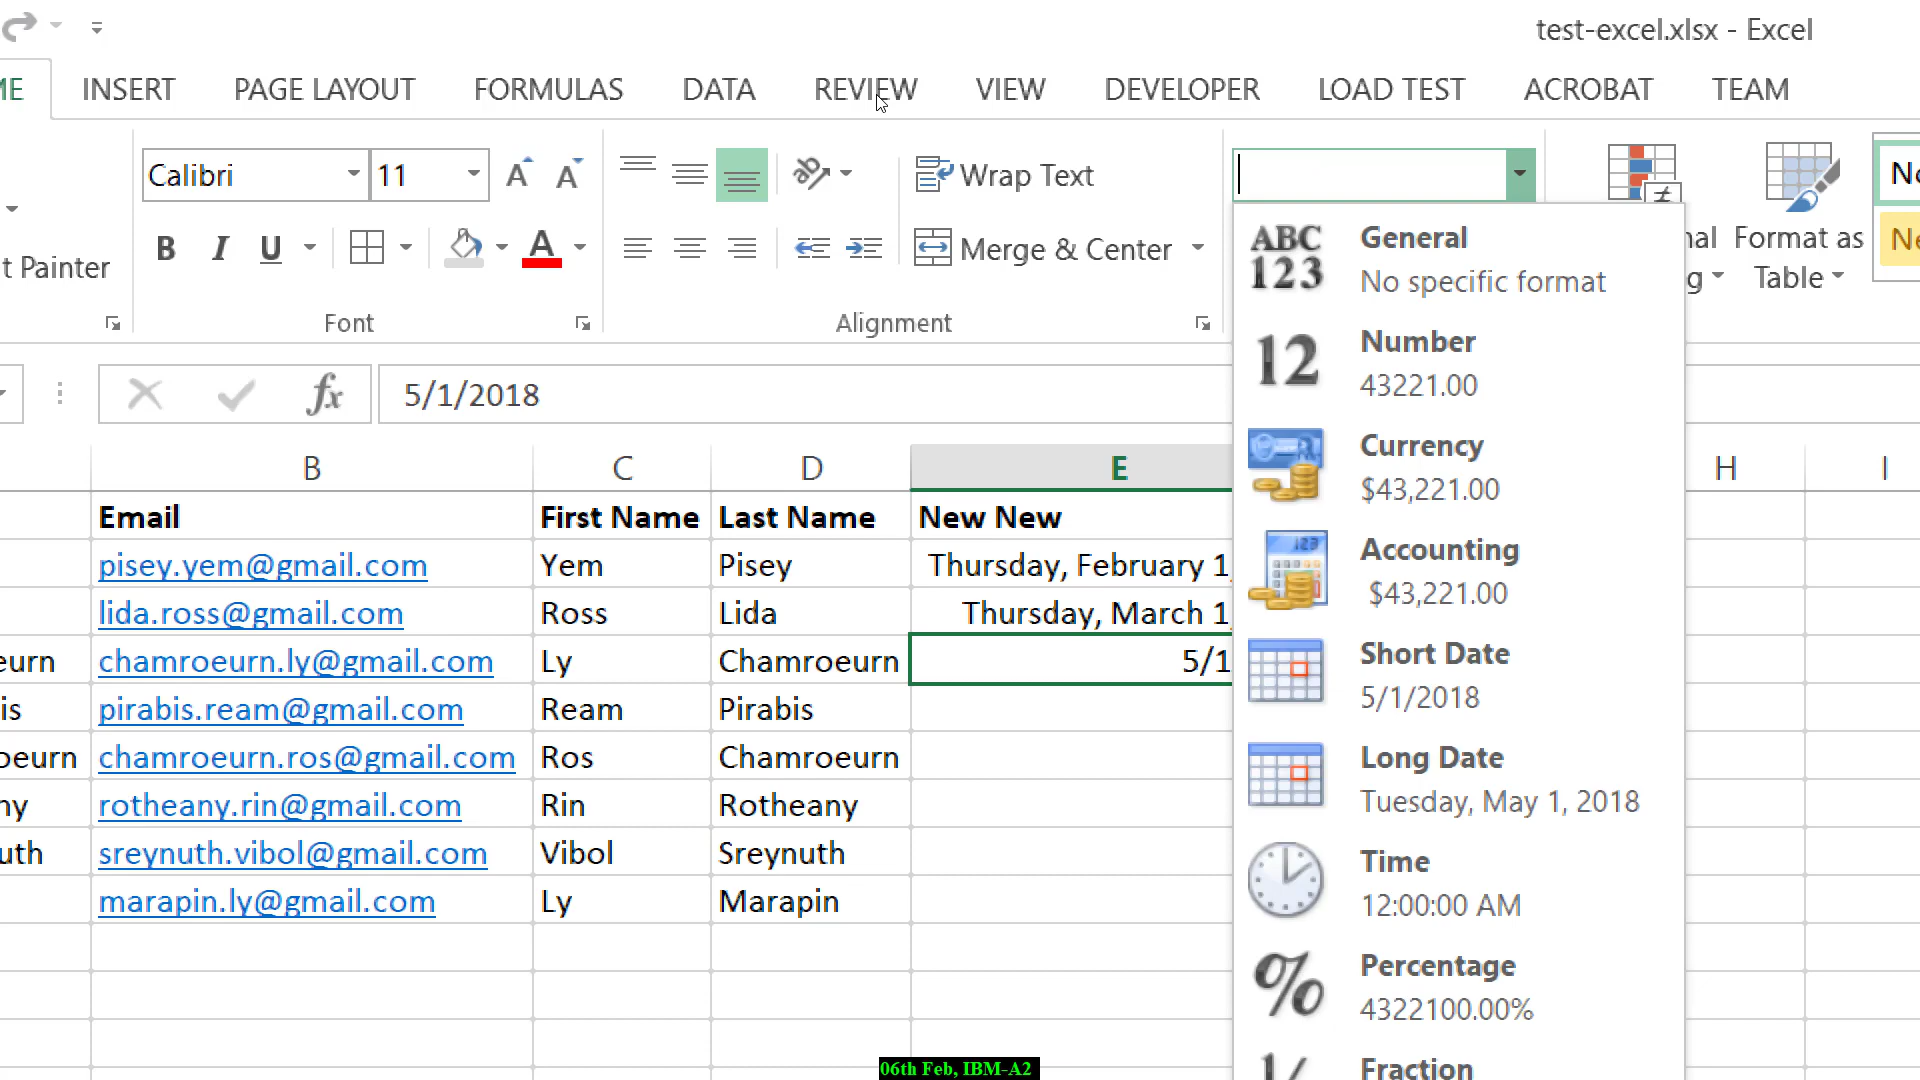 test-excel.xlsx - Excel
ME INSERT PAGE LAYOUT FORMULAS DATA REVIEW VIEW DEVELOPER LOAD TEST ACROBAT TEAM
Calibri 11 Wrap Text
t Painter B I U A Merge & Center
nal Format as
g Table
Font Alignment
fx 5/1/2018
B C D E H I
Email First Name Last Name New New
pisey.yem@gmail.com Yem Pisey Thursday, February 1,
lida.ross@gmail.com Ross Lida Thursday, March 1,
eurn chamroeurn.ly@gmail.com Ly Chamroeurn 5/1
is pirabis.ream@gmail.com Ream Pirabis
oeurn chamroeurn.ros@gmail.com Ros Chamroeurn
ny rotheany.rin@gmail.com Rin Rotheany
uth sreynuth.vibol@gmail.com Vibol Sreynuth
marapin.ly@gmail.com Ly Marapin
ABC
123
General
No specific format
12
Number
43221.00
Currency
$43,221.00
Accounting
$43,221.00
Short Date
5/1/2018
Long Date
Tuesday, May 1, 2018
Time
12:00:00 AM
%
Percentage
4322100.00%
Fraction
06th Feb, IBM-A2